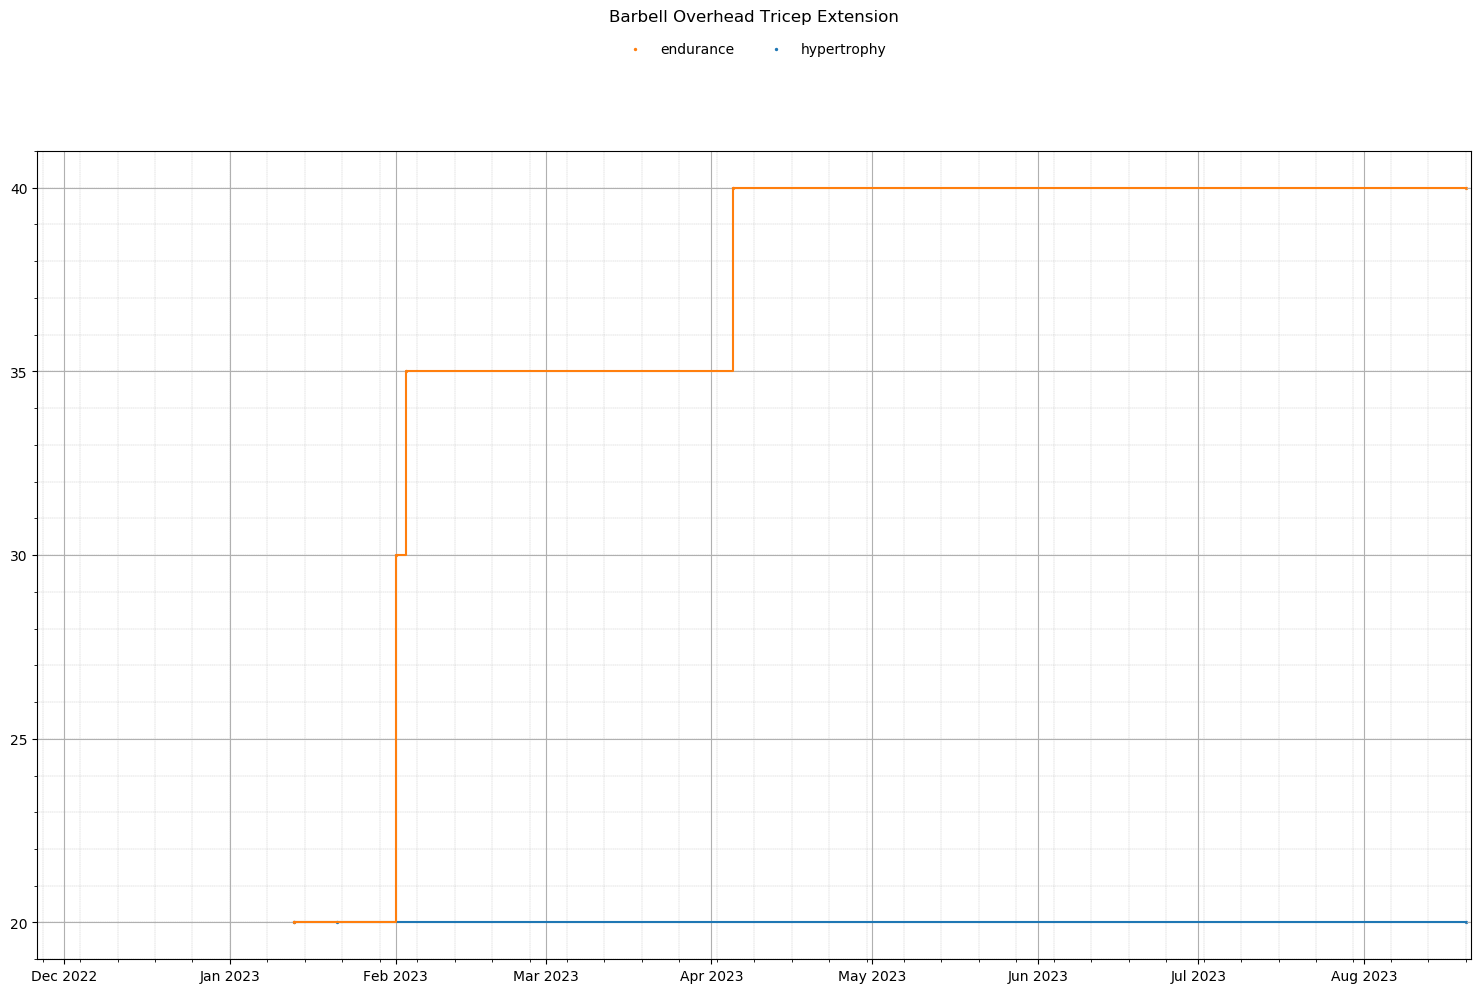 Barbell Overhead Tricep Extension
endurance hypertrophy
40
35
30
25
20
Dec 2022 Jan 2023 Feb 2023 Mar 2023 Apr 2023 May 2023 Jun 2023 Jul 2023 Aug 2023